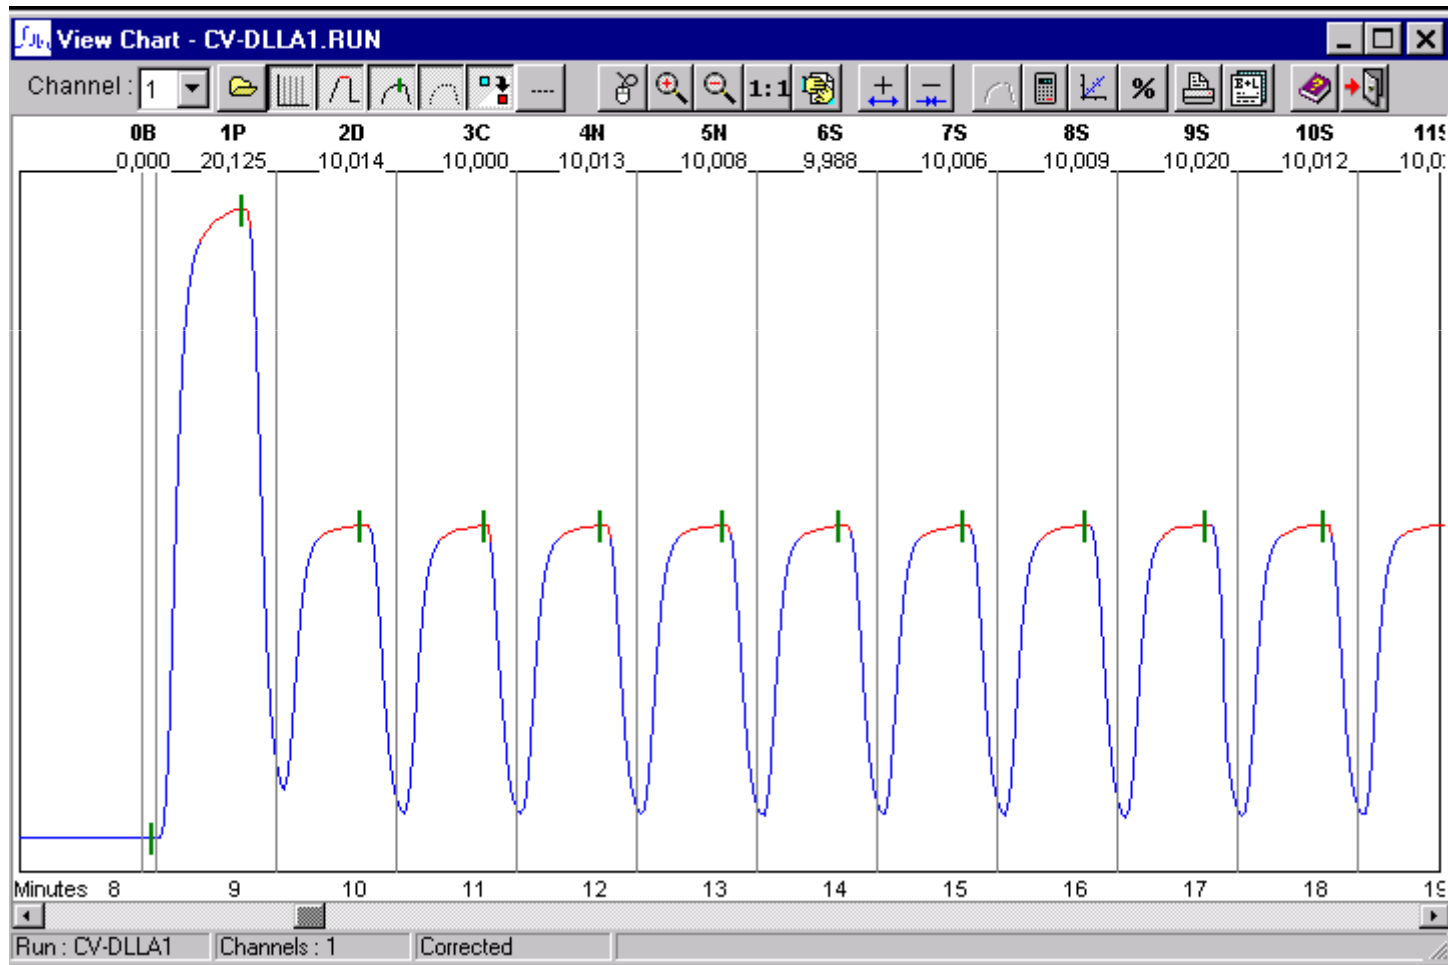 View Chart - CV-DLLA1.RUN
Channel : 1 1:1 %
0B 1P 2D 3C 4N 5N 6S 7S 8S 9S 10S
0,000 20,125 10,014 10,000 10,013 10,008 9,988 10,006 10,009 10,020 10,012
Minutes 8 9 10 11 12 13 14 15 16 17 18
Run : CV-DLLA1 Channels : 1 Corrected